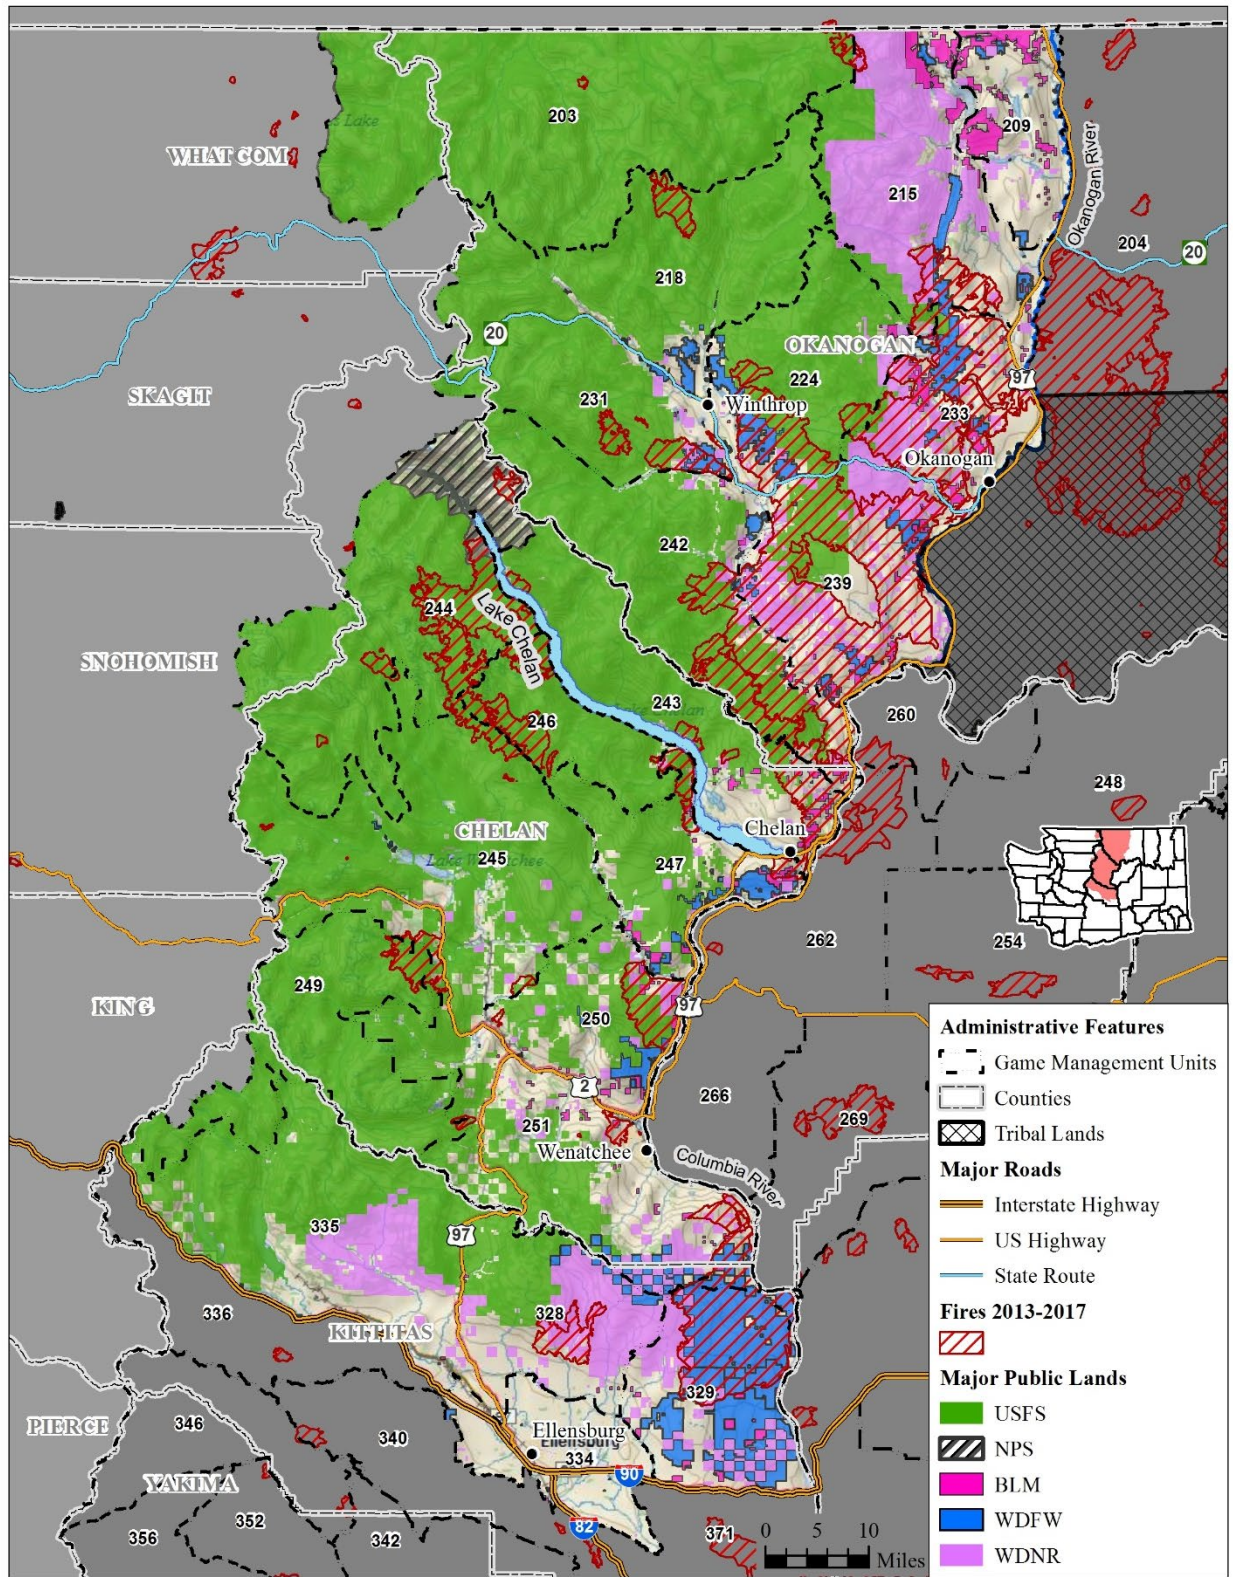 203
e Lake
WHATCOM
209
Okanogan River
215
204
20
218
20
OKANOGAN
SKAGIT
231
224
97
Winthrop
233
Okanogan
242
239
244
Lake Chelan
SNOHOMISH
243
246
260
248
Chelan
CHELAN
245
247
262
254
249
KING
97
250
2
266
269
251
Wenatchee
Columbia River
335
97
336
328
KITTITAS
329
PIERCE
346
340
Ellensburg
Ellensburg
334
90
YAKIMA
82
356
352
342
371
0 5 10
Miles
Administrative Features
Game Management Units
Counties
Tribal Lands
Major Roads
Interstate Highway
US Highway
State Route
Fires 2013-2017
Major Public Lands
USFS
NPS
BLM
WDFW
WDNR